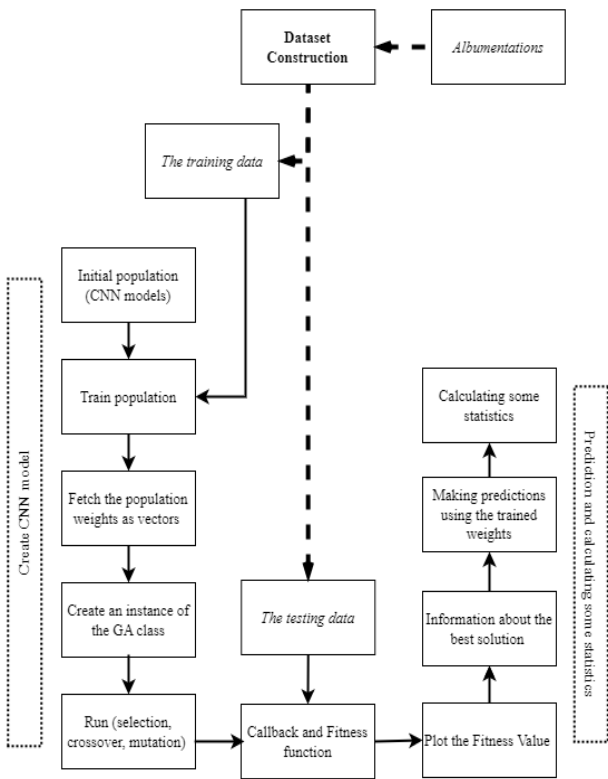 Dataset
Construction
Albumentations
The training data
Initial population
(CNN models)
Train population
Fetch the population
weights as vectors
Create an instance of
the GA class
Run (selection,
crossover, mutation)
Create CNN model
The testing data
Callback and Fitness
function
Calculating some
statistics
Making predictions
using the trained
weights
Information about the
best solution
Plot the Fitness Value
Prediction and calculating some
statistics